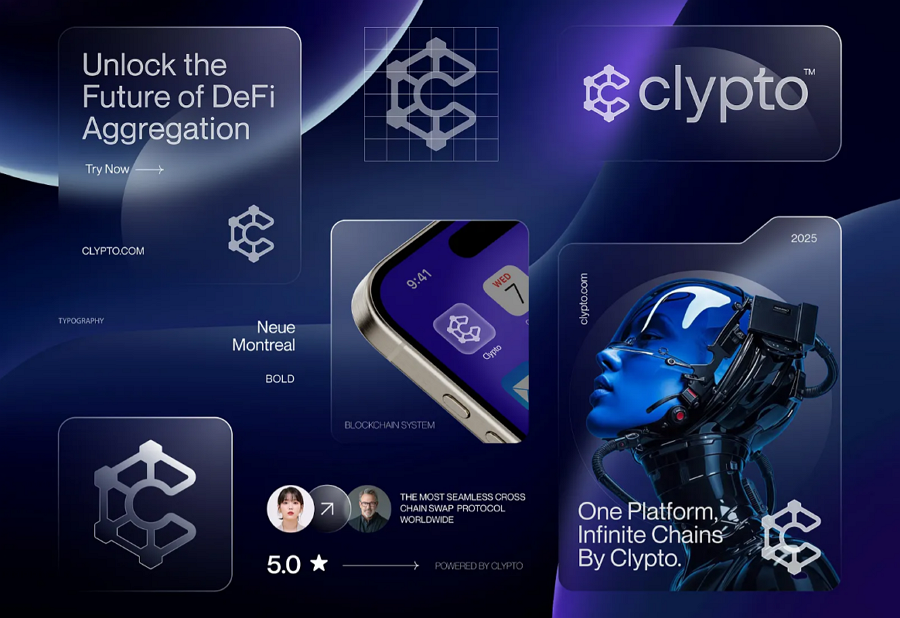 Unlock the
Future of DeFi
Aggregation
Try Now
CLYPTO.COM
clypto™
2025
clypto.com
9:41
WED
7
Clypto
BLOCKCHAIN SYSTEM
TYPOGRAPHY
Neue
Montreal
BOLD
THE MOST SEAMLESS CROSS
CHAIN SWAP PROTOCOL
WORLDWIDE
5.0 ★
POWERED BY CLYPTO
One Platform,
Infinite Chains
By Clypto.